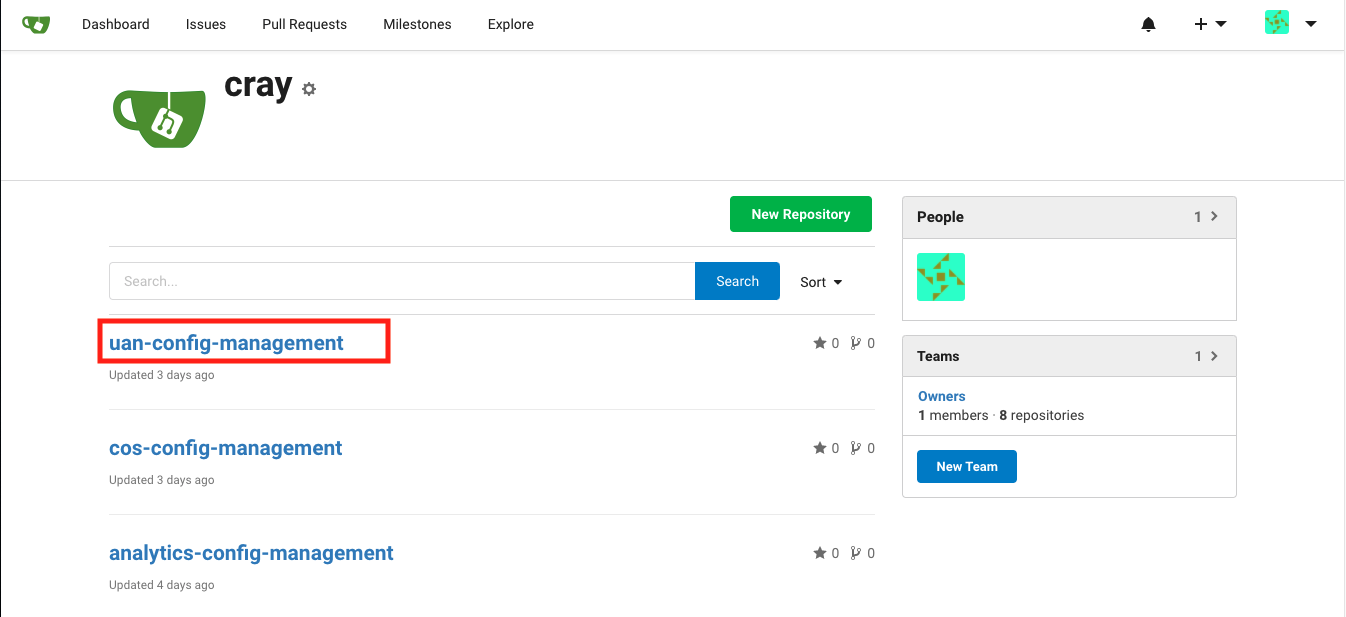 Dashboard Issues Pull Requests Milestones Explore
cray
New Repository
Search... Search Sort
uan-config-management 0 0
Updated 3 days ago
cos-config-management 0 0
Updated 3 days ago
analytics-config-management 0 0
Updated 4 days ago
People 1
Teams 1
Owners
1 members · 8 repositories
New Team